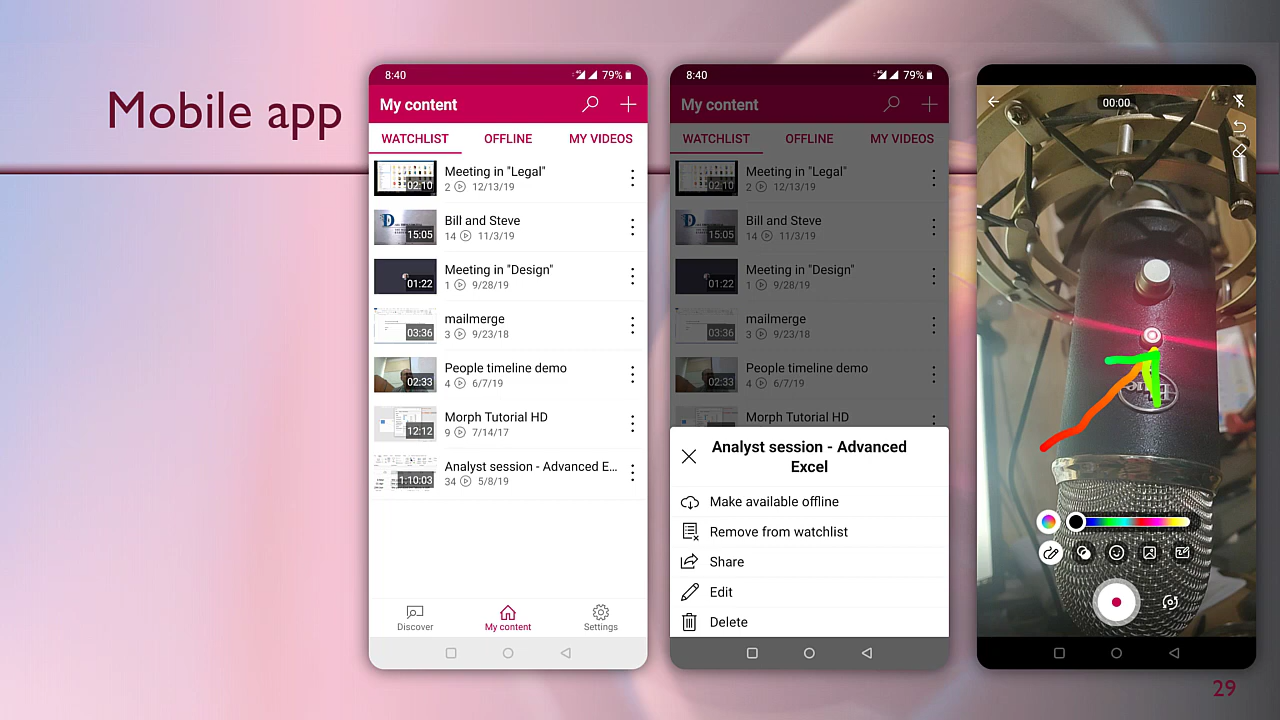 Mobile app
8:40
79%
My content
WATCHLIST OFFLINE MY VIDEOS
02:10
Meeting in "Legal"
2 12/13/19
15:05
Bill and Steve
14 11/3/19
01:22
Meeting in "Design"
1 9/28/19
03:36
mailmerge
3 9/23/18
02:33
People timeline demo
4 6/7/19
12:12
Morph Tutorial HD
9 7/14/17
1:10:03
Analyst session - Advanced E...
34 5/8/19
Discover My content Settings
8:40
79%
My content
WATCHLIST OFFLINE MY VIDEOS
02:10
Meeting in "Legal"
2 12/13/19
15:05
Bill and Steve
14 11/3/19
01:22
Meeting in "Design"
1 9/28/19
03:36
mailmerge
3 9/23/18
02:33
People timeline demo
4 6/7/19
Morph Tutorial HD
Analyst session - Advanced
Excel
Make available offline
Remove from watchlist
Share
Edit
Delete
00:00
Blue
29